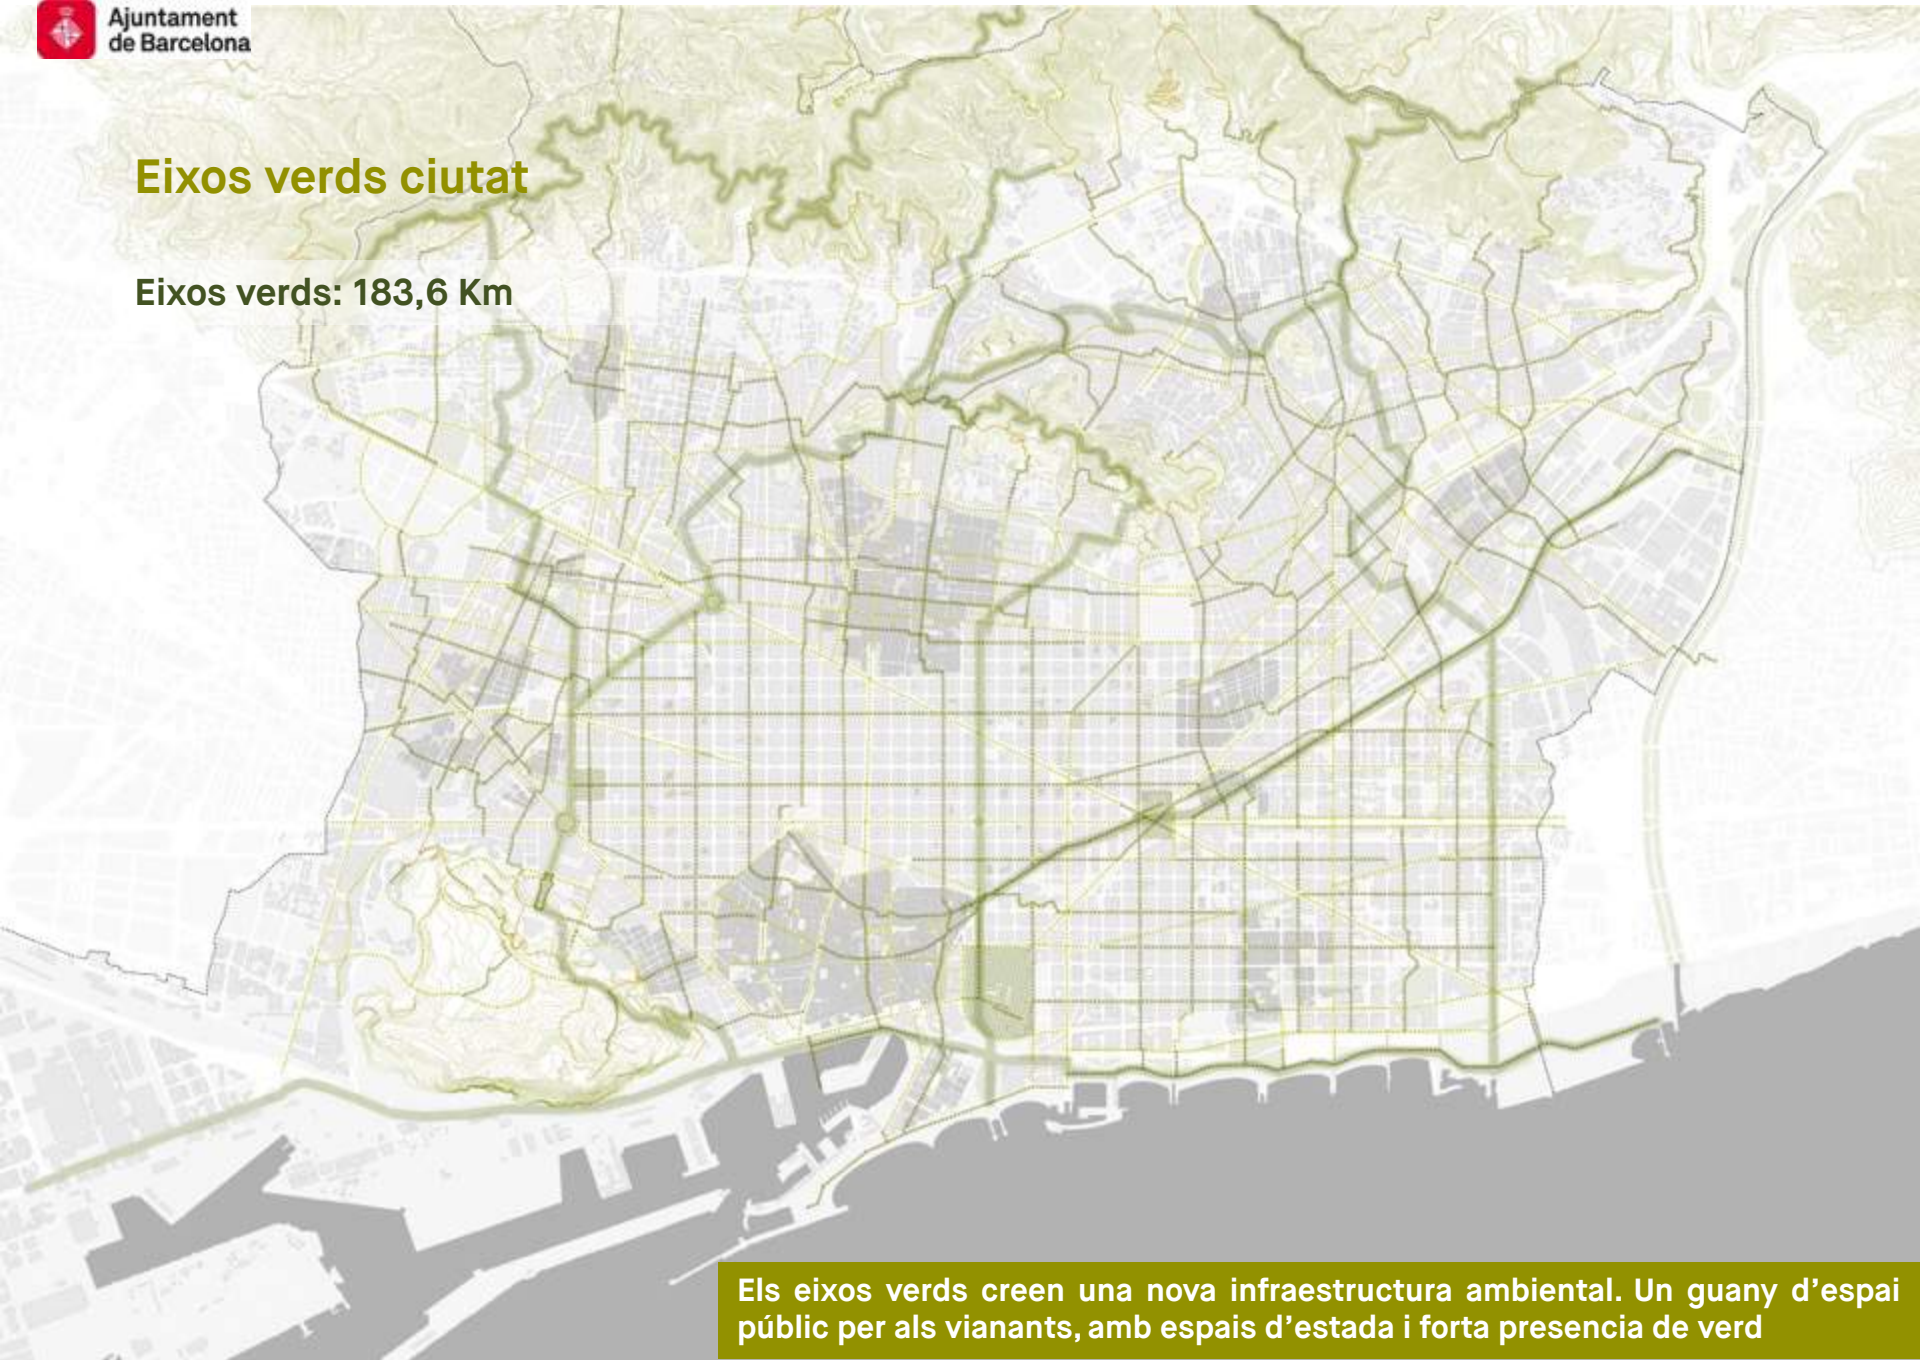 Ajuntament
de Barcelona
Eixos verds ciutat
Eixos verds: 183,6 Km
Els eixos verds creen una nova infraestructura ambiental. Un guany d'espai
públic per als vianants, amb espais d'estada i forta presencia de verd